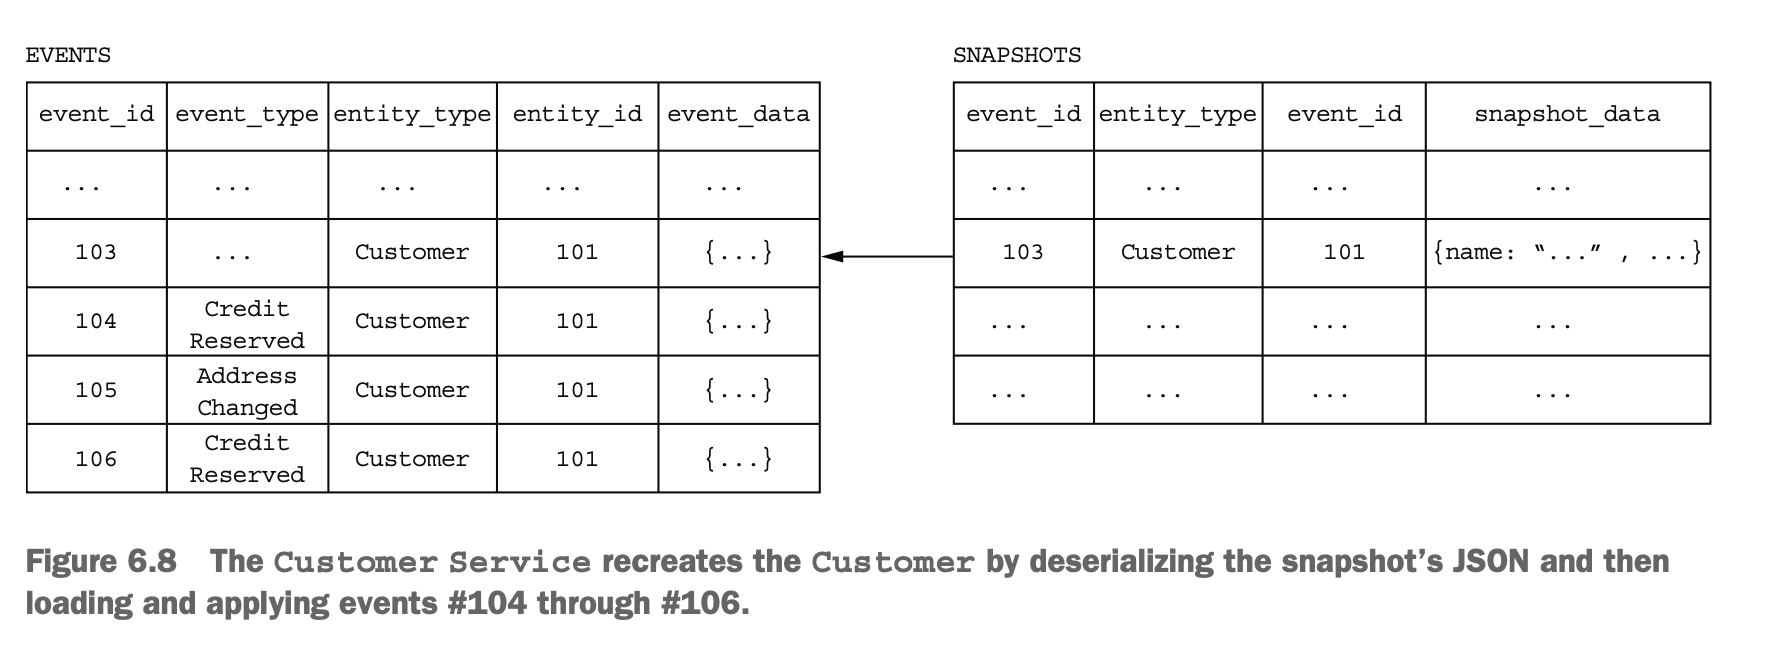 EVENTS
event_id event_type entity_type entity_id event_data
... ... ... ... ...
103 ... Customer 101 {...}
104 Credit Reserved Customer 101 {...}
105 Address Changed Customer 101 {...}
106 Credit Reserved Customer 101 {...}
SNAPSHOTS
event_id entity_type event_id snapshot_data
... ... ... ...
103 Customer 101 {name: “...” , ...}
... ... ... ...
... ... ... ...
Figure 6.8 The Customer Service recreates the Customer by deserializing the snapshot’s JSON and then
loading and applying events #104 through #106.